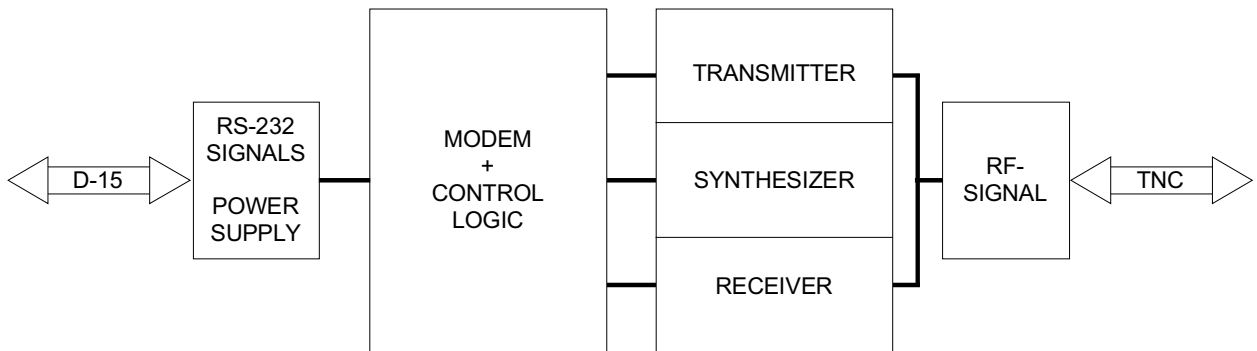 D-15
RS-232
SIGNALS
POWER
SUPPLY
MODEM
+
CONTROL
LOGIC
TRANSMITTER
SYNTHESIZER
RECEIVER
RF-
SIGNAL
TNC